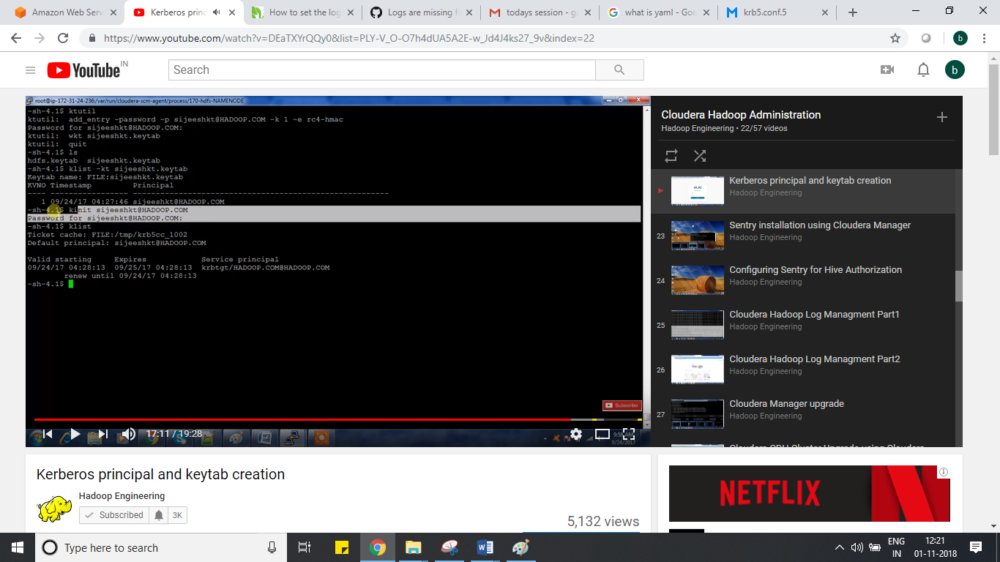 Amazon Web Serv
Kerberos princ
How to set the log
Logs are missing f
todays session - g
what is yaml - Goo
krb5.conf.5
https://www.youtube.com/watch?v=DEaTXYrQQy0&list=PLY-V_O-O7h4dUA5A2E-w_Jd4J4ks27_9v&index=22
b
YouTube IN
Search
b
root@ip-172-31-24-236:/var/run/cloudera-scm-agent/process/170-hdfs-NAMENODE
-sh-4.1$ ktutil
ktutil:  add_entry -password -p sijeeshkt@HADOOP.COM -k 1 -e rc4-hmac
Password for sijeeshkt@HADOOP.COM:
ktutil:  wkt sijeeshkt.keytab
ktutil:  quit
-sh-4.1$ ls
hdfs.keytab  sijeeshkt.keytab
-sh-4.1$ klist -kt sijeeshkt.keytab
Keytab name: FILE:sijeeshkt.keytab
KVNO Timestamp         Principal
---- ----------------- --------------------------------------------------------
   1 09/24/17 04:27:46 sijeeshkt@HADOOP.COM
-sh-4.1$ kinit sijeeshkt@HADOOP.COM
Password for sijeeshkt@HADOOP.COM:
-sh-4.1$ klist
Ticket cache: FILE:/tmp/krb5cc_1002
Default principal: sijeeshkt@HADOOP.COM
Valid starting     Expires            Service principal
09/24/17 04:28:13  09/25/17 04:28:13  krbtgt/HADOOP.COM@HADOOP.COM
        renew until 09/24/17 04:28:13
-sh-4.1$
Subscribe
17:11 / 19:28
9/24/2017
Cloudera Hadoop Administration
Hadoop Engineering • 22/57 videos
Kerberos principal and keytab creation
Hadoop Engineering
23
Sentry installation using Cloudera Manager
Hadoop Engineering
24
Configuring Sentry for Hive Authorization
Hadoop Engineering
25
Cloudera Hadoop Log Managment Part1
Hadoop Engineering
26
Cloudera Hadoop Log Managment Part2
Hadoop Engineering
27
Cloudera Manager upgrade
Hadoop Engineering
Cloudera CDH Cluster Upgrade using Cloudera
Kerberos principal and keytab creation
Hadoop Engineering
Subscribed
3K
5,132 views
NETFLIX
Type here to search
ENG
IN
12:21
01-11-2018